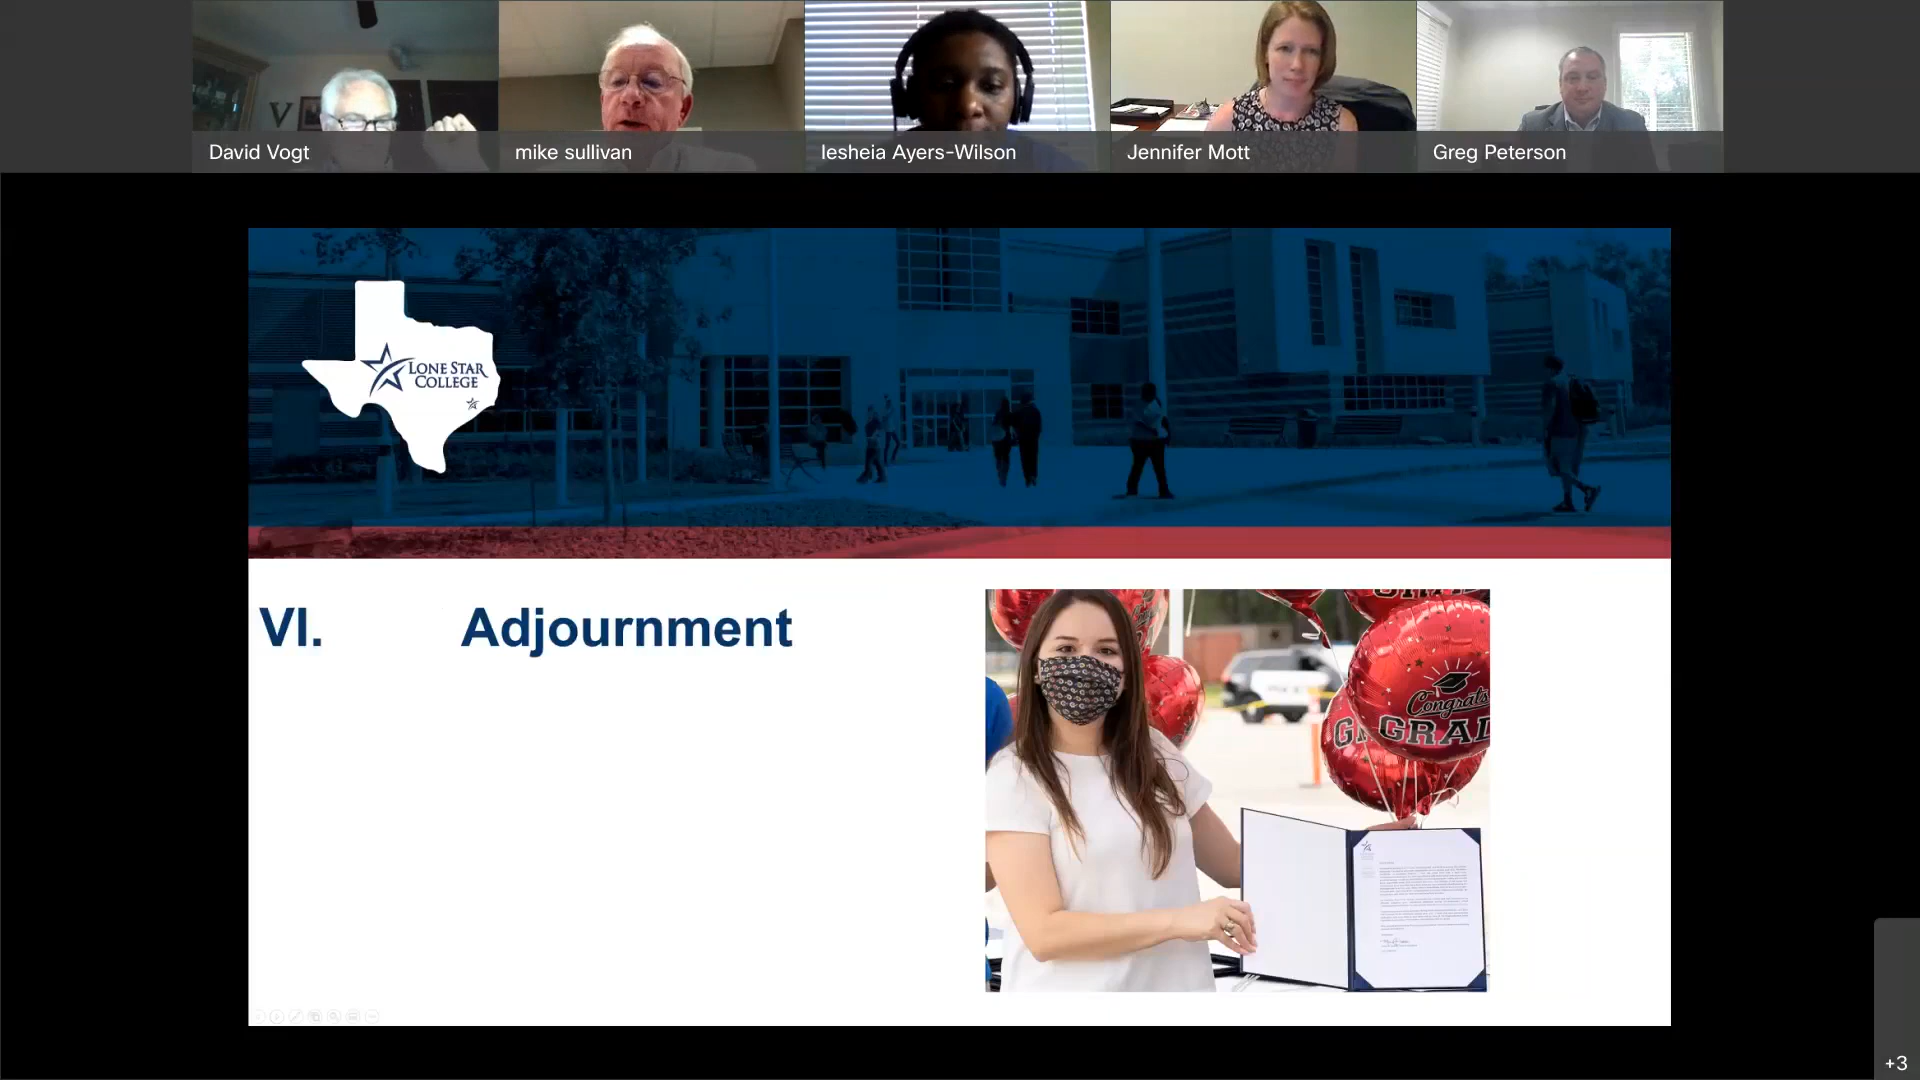 David Vogt
mike sullivan
Iesheia Ayers-Wilson
Jennifer Mott
Greg Peterson
LONE STAR
COLLEGE
VI. Adjournment
Congrats
GRAD
+3